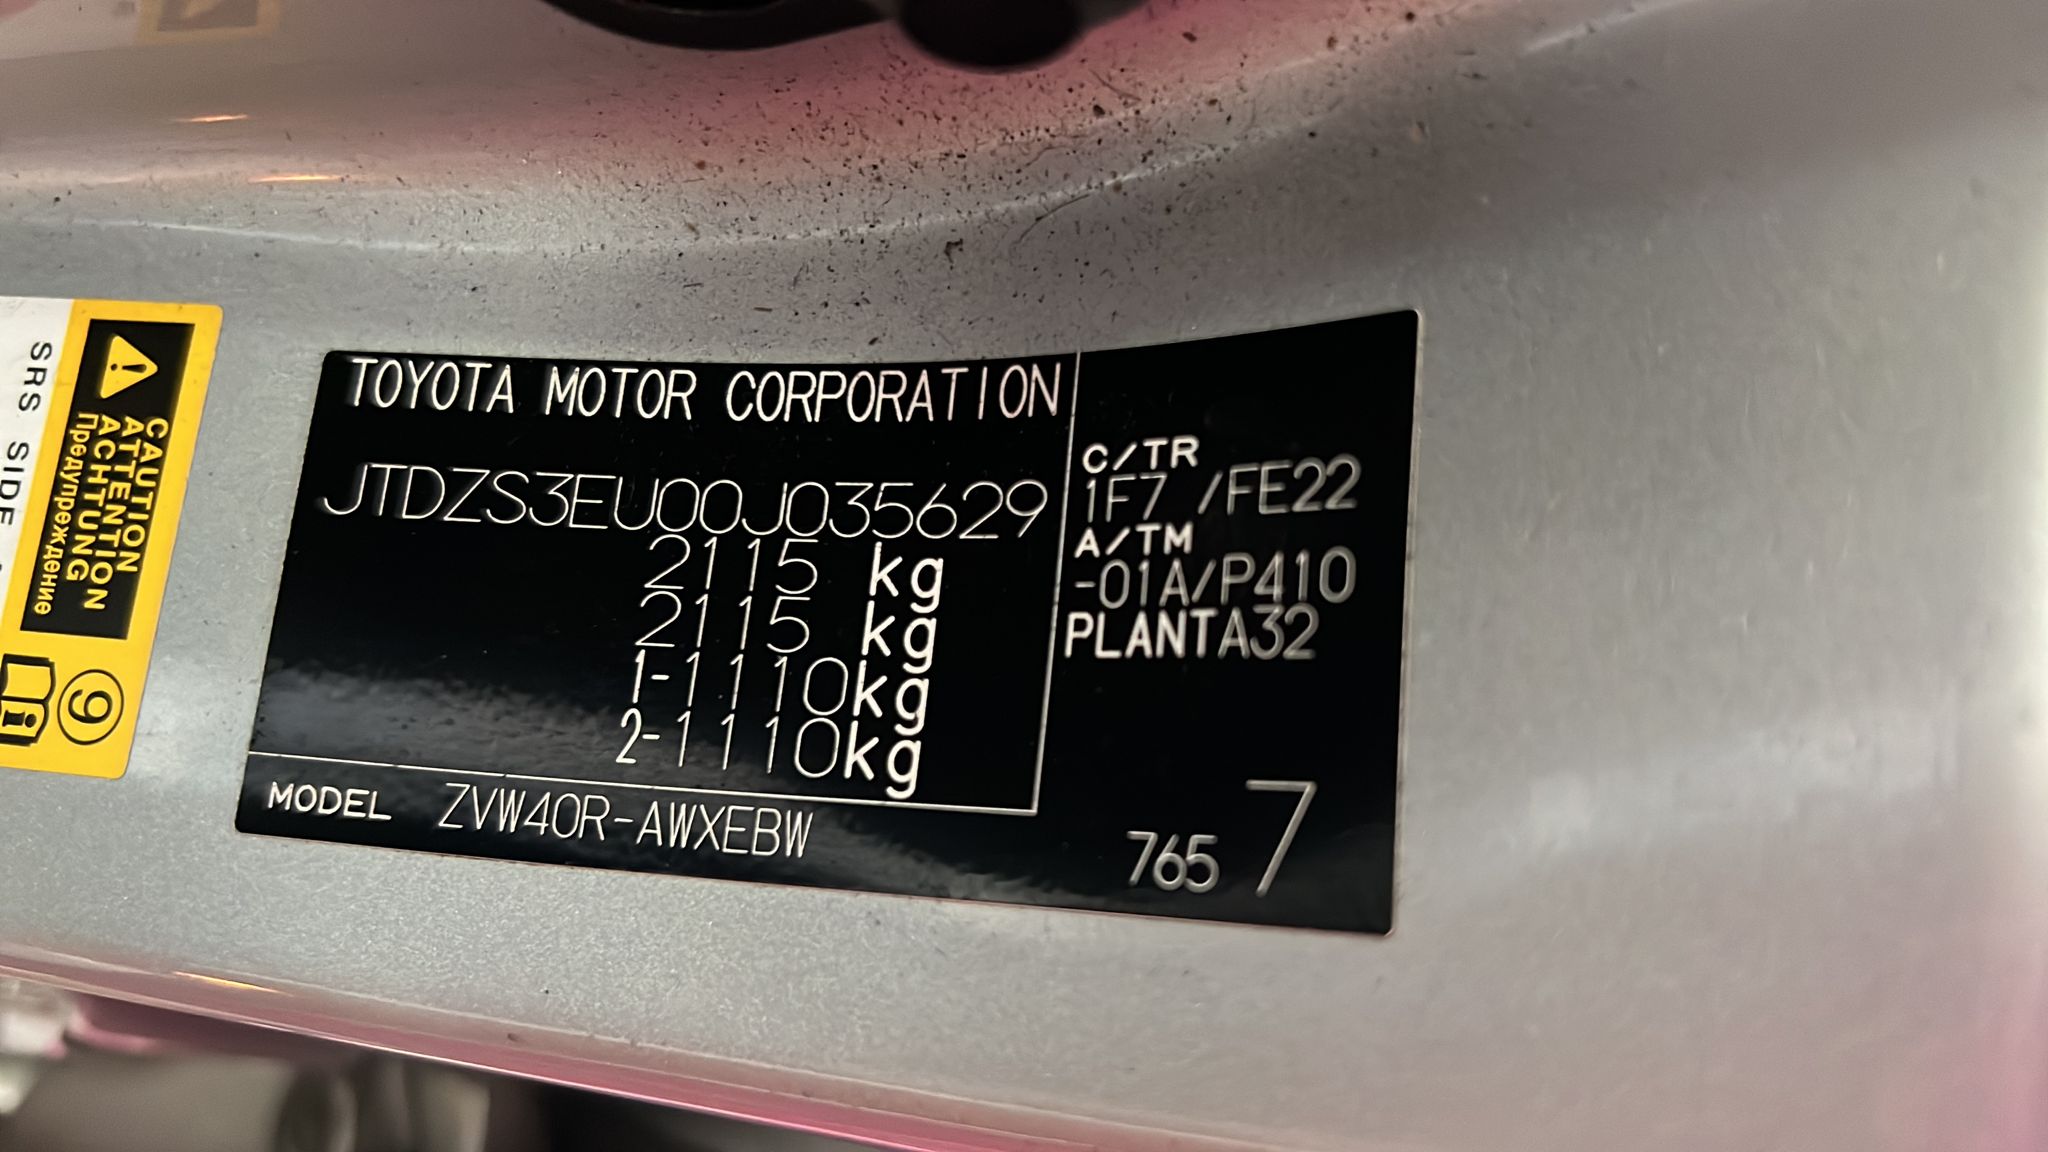 SRS SIDE
CAUTION
ATTENTION
ACHTUNG
Предупреждение
9
TOYOTA MOTOR CORPORATION
JTDZS3EU00J035629
2115 kg
2115 kg
1-1110kg
2-1110kg
MODEL ZVW40R-AWXEBW
C/TR
1F7 /FE22
A/TM
-01A/P410
PLANTA32
765 7